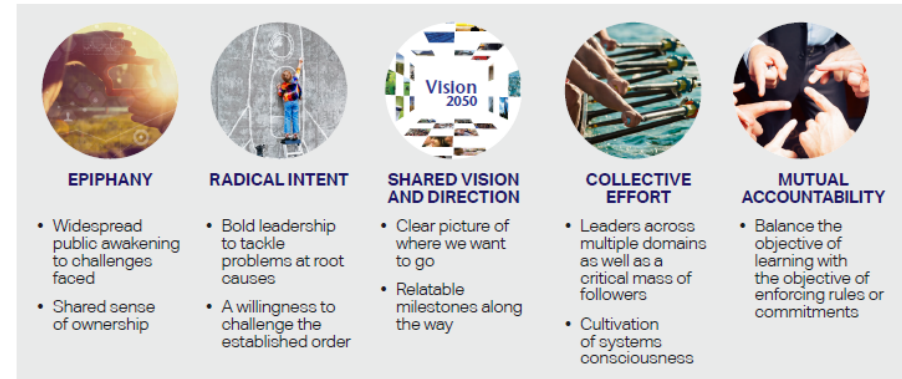 Vision
2050
EPIPHANY
• Widespread
public awakening
to challenges
faced
• Shared sense
of ownership
RADICAL INTENT
• Bold leadership
to tackle
problems at root
causes
• A willingness to
challenge the
established order
SHARED VISION
AND DIRECTION
• Clear picture of
where we want
to go
• Relatable
milestones along
the way
COLLECTIVE
EFFORT
• Leaders across
multiple domains
as well as a
critical mass of
followers
• Cultivation
of systems
consciousness
MUTUAL
ACCOUNTABILITY
• Balance the
objective of
learning with
the objective of
enforcing rules or
commitments